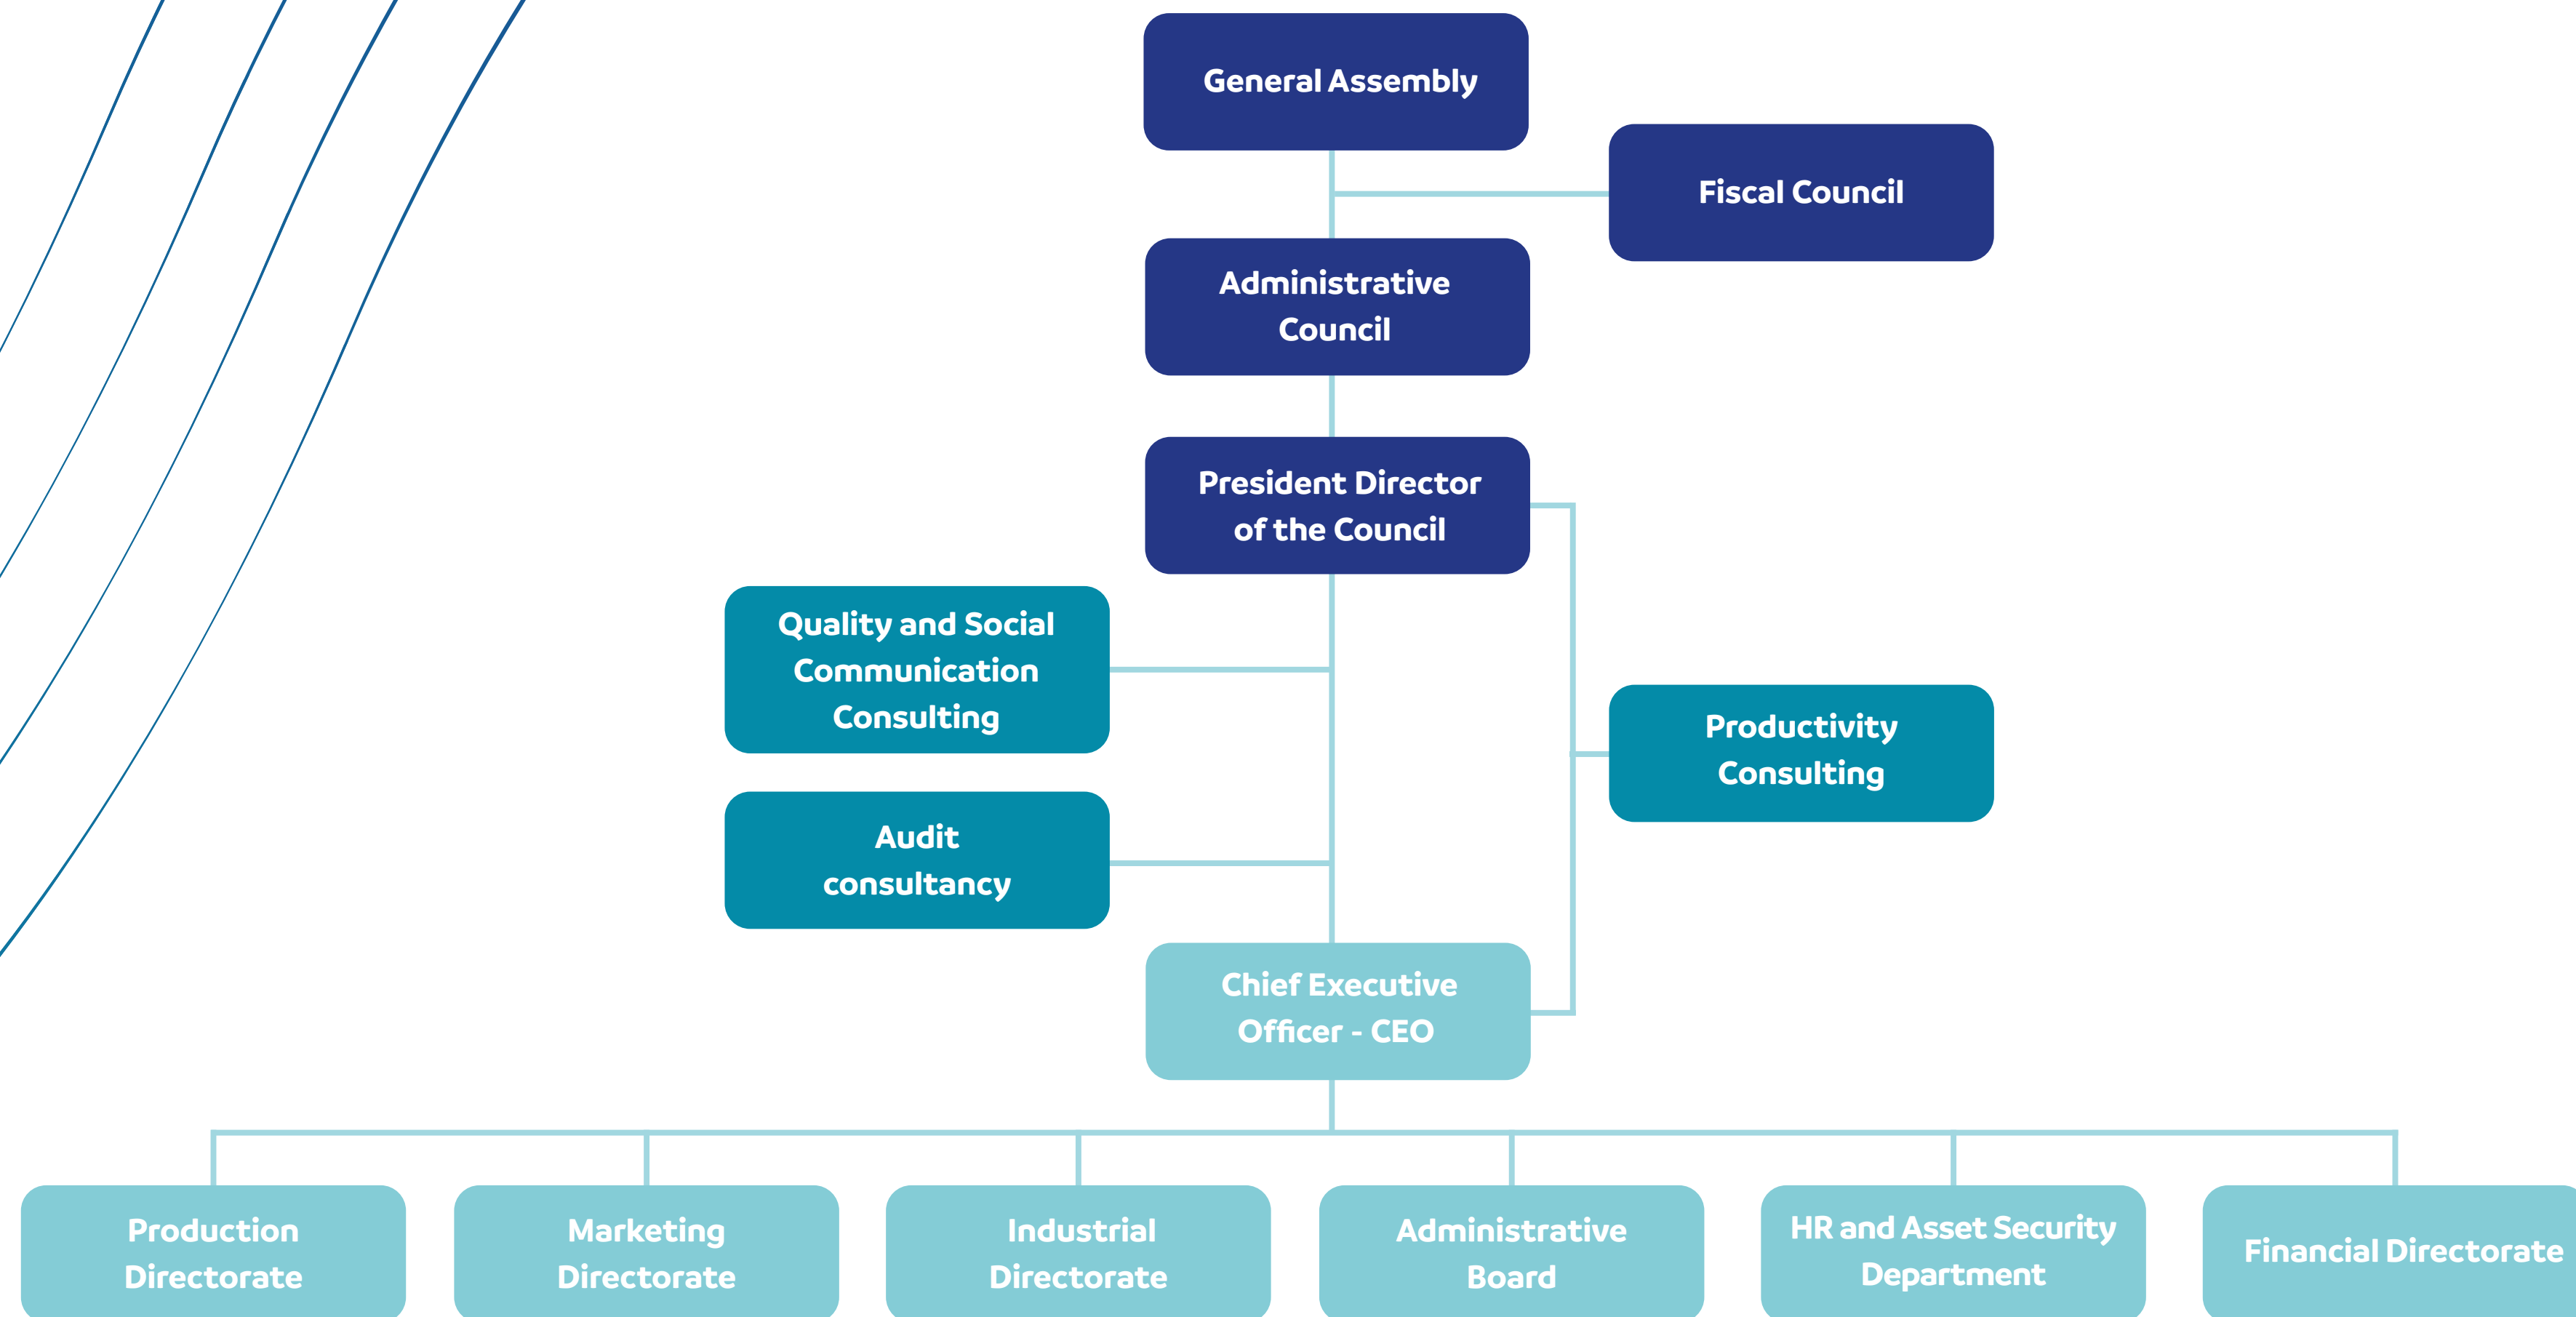 General Assembly
Fiscal Council
Administrative
Council
President Director
of the Council
Quality and Social
Communication
Consulting
Productivity
Consulting
Audit
consultancy
Chief Executive
Officer - CEO
Production
Directorate
Marketing
Directorate
Industrial
Directorate
Administrative
Board
HR and Asset Security
Department
Financial Directorate